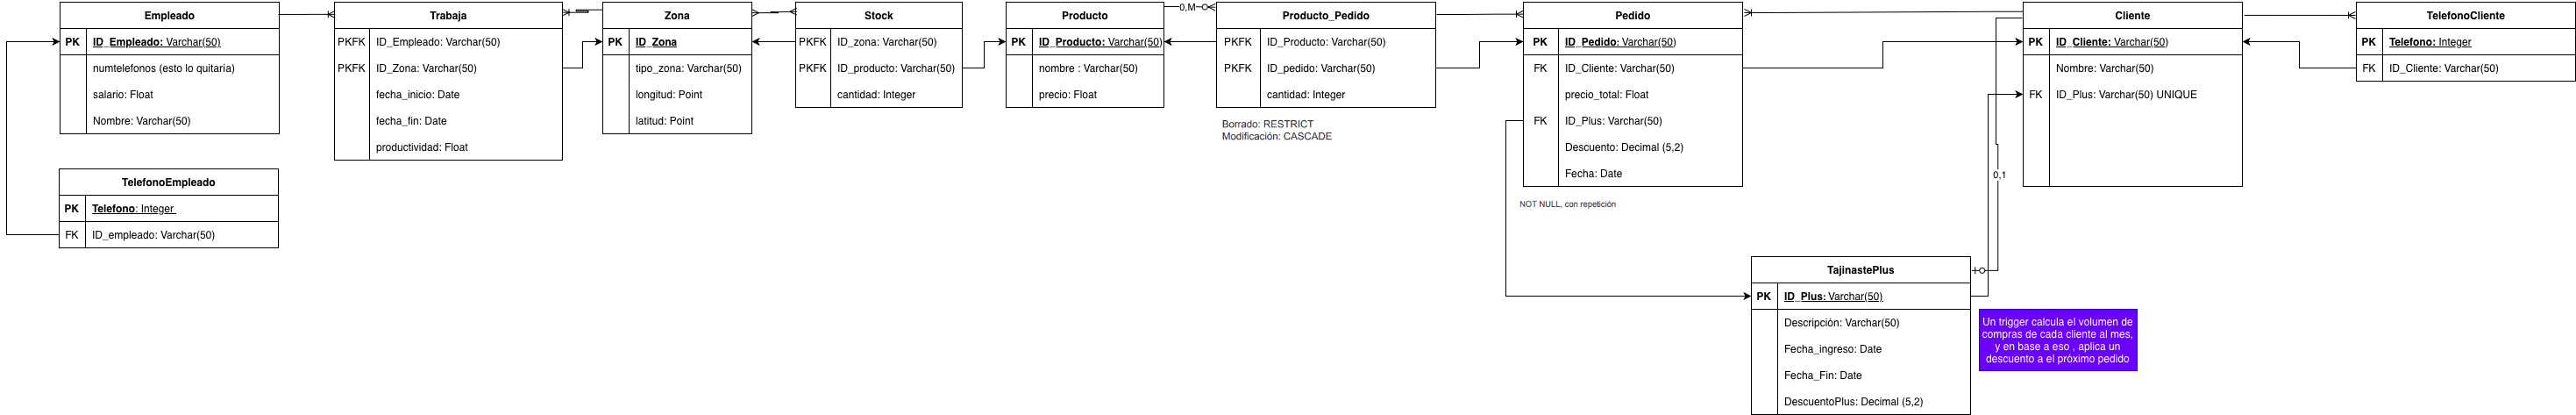 Empleado
PK ID_Empleado: Varchar(50)
numtelefonos (esto lo quitaría)
salario: Float
Nombre: Varchar(50)
TelefonoEmpleado
PK Telefono: Integer
FK ID_empleado: Varchar(50)
Trabaja
PKFK ID_Empleado: Varchar(50)
PKFK ID_Zona: Varchar(50)
fecha_inicio: Date
fecha_fin: Date
productividad: Float
Zona
PK ID_Zona
tipo_zona: Varchar(50)
longitud: Point
latitud: Point
Stock
PKFK ID_zona: Varchar(50)
PKFK ID_producto: Varchar(50)
cantidad: Integer
Producto
PK ID_Producto: Varchar(50)
nombre : Varchar(50)
precio: Float
0,M
Producto_Pedido
PKFK ID_Producto: Varchar(50)
PKFK ID_pedido: Varchar(50)
cantidad: Integer
Borrado: RESTRICT
Modificación: CASCADE
Pedido
PK ID_Pedido: Varchar(50)
FK ID_Cliente: Varchar(50)
precio_total: Float
FK ID_Plus: Varchar(50)
Descuento: Decimal (5,2)
Fecha: Date
NOT NULL, con repetición
Cliente
PK ID_Cliente: Varchar(50)
Nombre: Varchar(50)
FK ID_Plus: Varchar(50) UNIQUE
0,1
TelefonoCliente
PK Telefono: Integer
FK ID_Cliente: Varchar(50)
TajinastePlus
PK ID_Plus: Varchar(50)
Descripción: Varchar(50)
Fecha_ingreso: Date
Fecha_Fin: Date
DescuentoPlus: Decimal (5,2)
Un trigger calcula el volumen de
compras de cada cliente al mes,
y en base a eso , aplica un
descuento a el próximo pedido